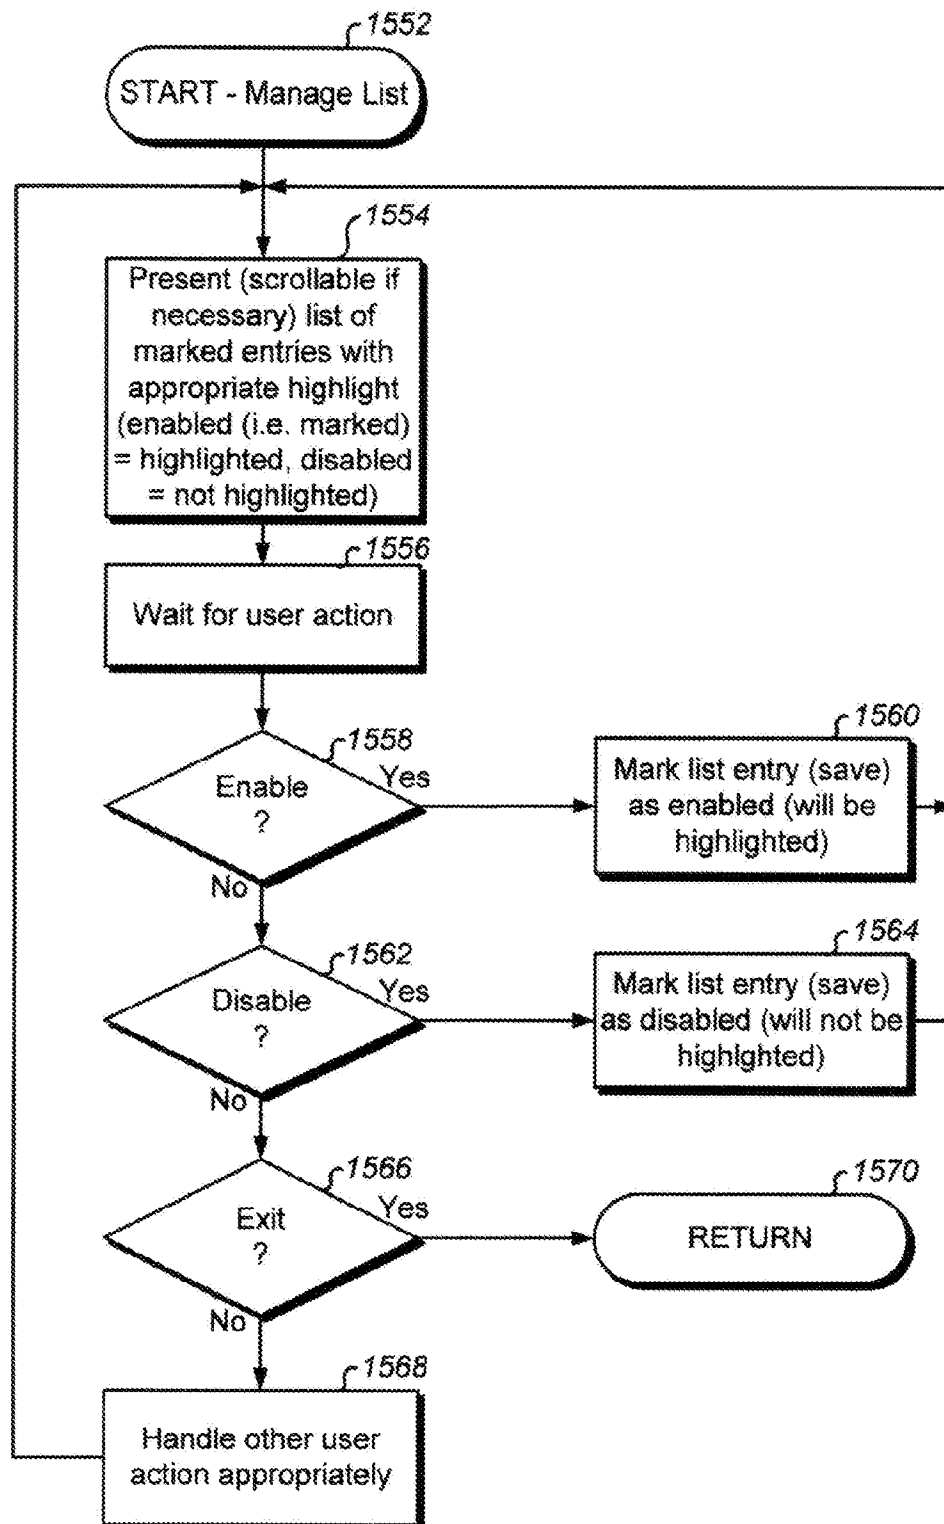 1552
START - Manage List
1554
Present (scrollable if
necessary) list of
marked entries with
appropriate highlight
(enabled (i.e. marked)
= highlighted, disabled
= not highlighted)
1556
Wait for user action
1558
Enable
?
Yes
No
1560
Mark list entry (save)
as enabled (will be
highlighted)
1562
Disable
?
Yes
No
1564
Mark list entry (save)
as disabled (will not be
highlghted)
1566
Exit
?
Yes
No
1570
RETURN
1568
Handle other user
action appropriately